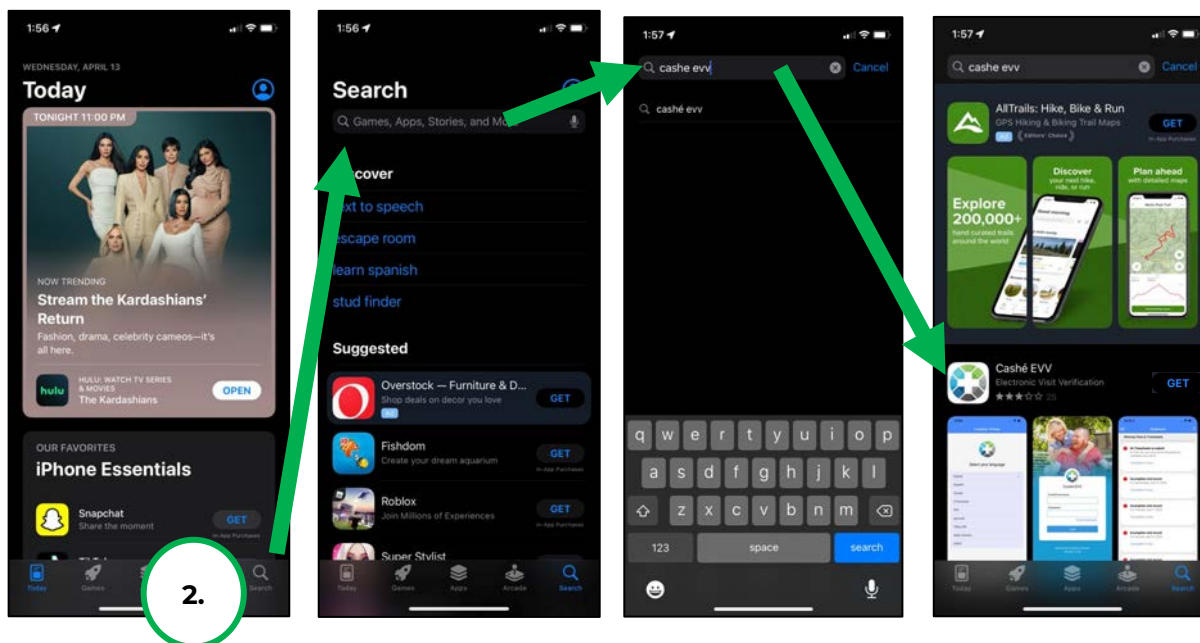 1:56
WEDNESDAY, APRIL 13
Today
TONIGHT 11:00 PM
NOW TRENDING
Stream the Kardashians'
Return
Fashion, drama, celebrity cameos—it's
all here.
hulu
HULU: WATCH TV SERIES
& MOVIES
The Kardashians
OPEN
OUR FAVORITES
iPhone Essentials
Snapchat
Share the moment
GET
In-App Purchases
Today
Games
Search
2.
1:56
Search
Games, Apps, Stories, and Mo
cover
ext to speech
escape room
learn spanish
stud finder
Suggested
Overstock — Furniture & D...
Shop deals on decor you love
Ad
GET
Fishdom
Create your dream aquarium
GET
In-App Purchases
Roblox
Join Millions of Experiences
GET
In-App Purchases
Super Stylist
Today
Games
Apps
Arcade
Search
1:57
cashe evv
Cancel
cashé evv
q w e r t y u i o p
a s d f g h j k l
z x c v b n m
123
space
search
1:57
cashe evv
Cancel
AllTrails: Hike, Bike & Run
GPS Hiking & Biking Trail Maps
Ad
Editors' Choice
GET
In-App Purchases
Explore
200,000+
hand curated trails
around the world
Discover
your next hike,
ride, or run
Plan ahead
with detailed maps
Cashé EVV
Electronic Visit Verification
25
GET
Select your language
Today
Games
Apps
Arcade
Search